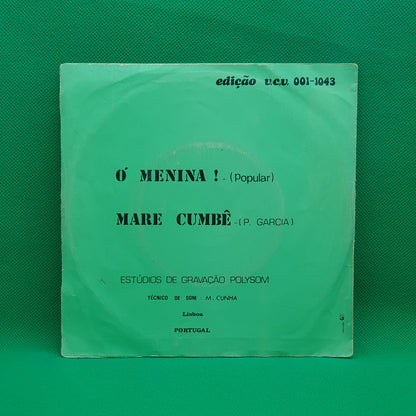 edição v.c.v. 001-1043
Ó MENINA! - (Popular)
MARE CUMBÊ - (P. GARCIA)
ESTÚDIOS DE GRAVAÇÃO POLYSOM
TÉCNICO DE SOM - M. CUNHA
Lisboa
PORTUGAL